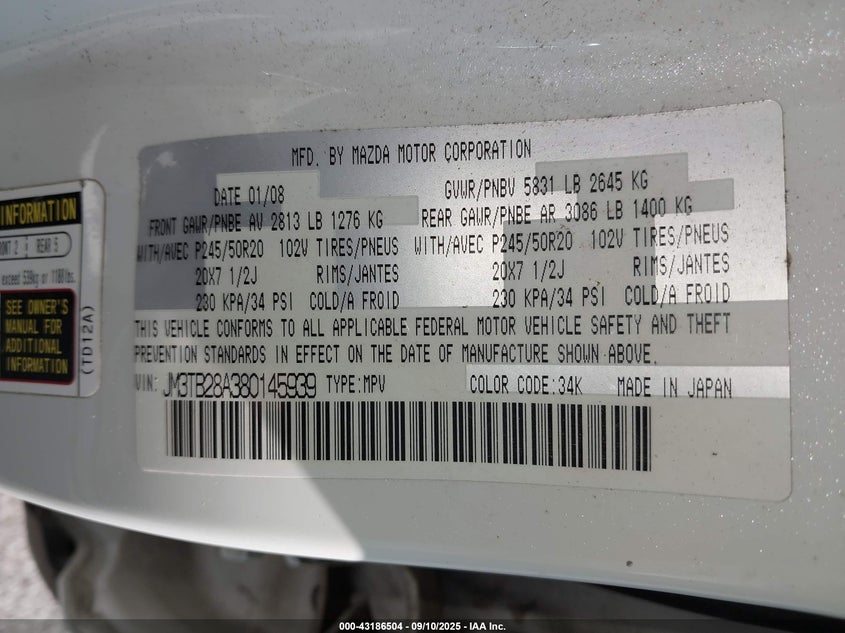 MFD. BY MAZDA MOTOR CORPORATION
DATE 01/08
GVWR/PNBV 5831 LB 2645 KG
FRONT GAWR/PNBE AV 2813 LB 1276 KG
REAR GAWR/PNBE AR 3086 LB 1400 KG
WITH/AVEC P245/50R20 102V TIRES/PNEUS
WITH/AVEC P245/50R20 102V TIRES/PNEUS
20X7 1/2J RIMS/JANTES
20X7 1/2J RIMS/JANTES
230 KPA/34 PSI COLD/A FROID
230 KPA/34 PSI COLD/A FROID
THIS VEHICLE CONFORMS TO ALL APPLICABLE FEDERAL MOTOR VEHICLE SAFETY AND THEFT
PREVENTION STANDARDS IN EFFECT ON THE DATE OF MANUFACTURE SHOWN ABOVE.
VIN: JM3TB28A380145939 TYPE:MPV COLOR CODE:34K MADE IN JAPAN
INFORMATION
REAR 5
exceed 539kg or 1188lbs.
SEE OWNER'S
MANUAL FOR
ADDITIONAL
INFORMATION
(TD12A)
000-43186504 - 09/10/2025 - IAA Inc.